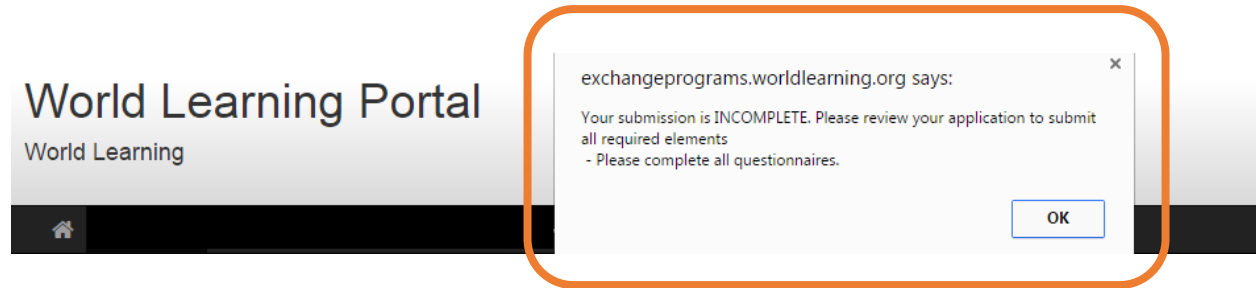 World Learning Portal
World Learning
exchangeprograms.worldlearning.org says:
Your submission is INCOMPLETE. Please review your application to submit
all required elements
- Please complete all questionnaires.
OK